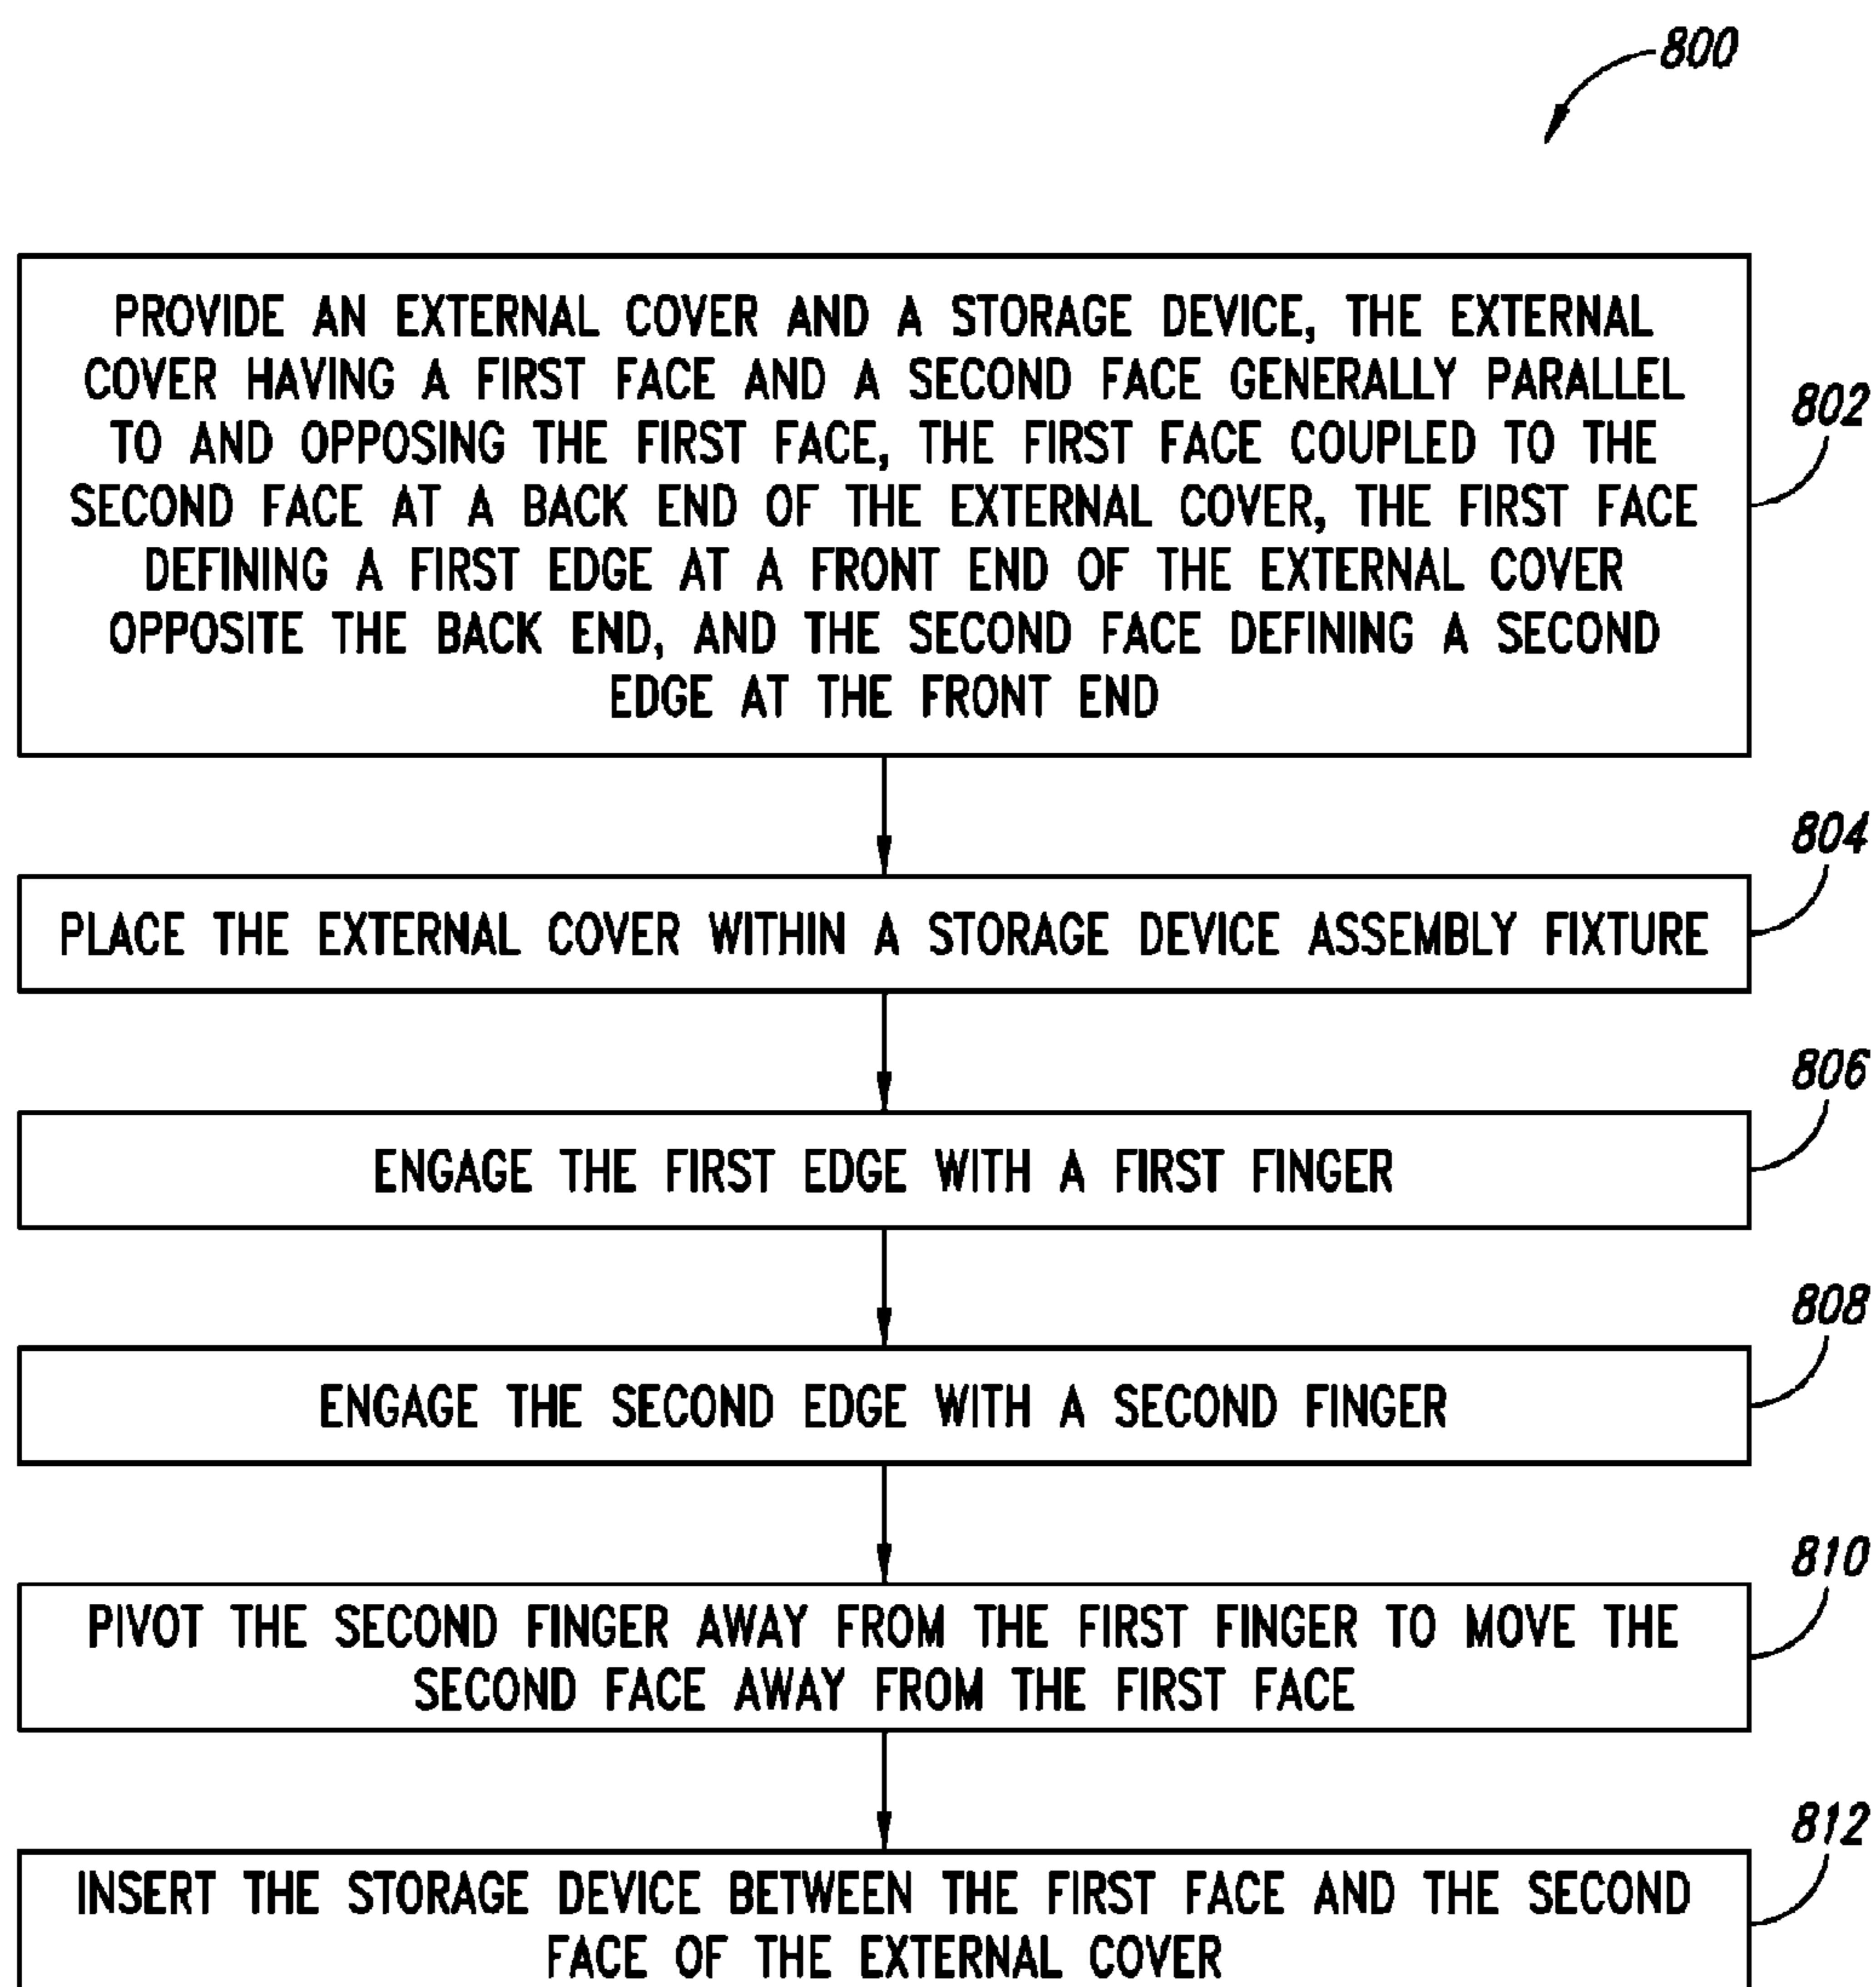 800
PROVIDE AN EXTERNAL COVER AND A STORAGE DEVICE, THE EXTERNAL
COVER HAVING A FIRST FACE AND A SECOND FACE GENERALLY PARALLEL
TO AND OPPOSING THE FIRST FACE, THE FIRST FACE COUPLED TO THE
SECOND FACE AT A BACK END OF THE EXTERNAL COVER, THE FIRST FACE
DEFINING A FIRST EDGE AT A FRONT END OF THE EXTERNAL COVER
OPPOSITE THE BACK END, AND THE SECOND FACE DEFINING A SECOND
EDGE AT THE FRONT END
802
PLACE THE EXTERNAL COVER WITHIN A STORAGE DEVICE ASSEMBLY FIXTURE
804
ENGAGE THE FIRST EDGE WITH A FIRST FINGER
806
ENGAGE THE SECOND EDGE WITH A SECOND FINGER
808
PIVOT THE SECOND FINGER AWAY FROM THE FIRST FINGER TO MOVE THE
SECOND FACE AWAY FROM THE FIRST FACE
810
INSERT THE STORAGE DEVICE BETWEEN THE FIRST FACE AND THE SECOND
FACE OF THE EXTERNAL COVER
812